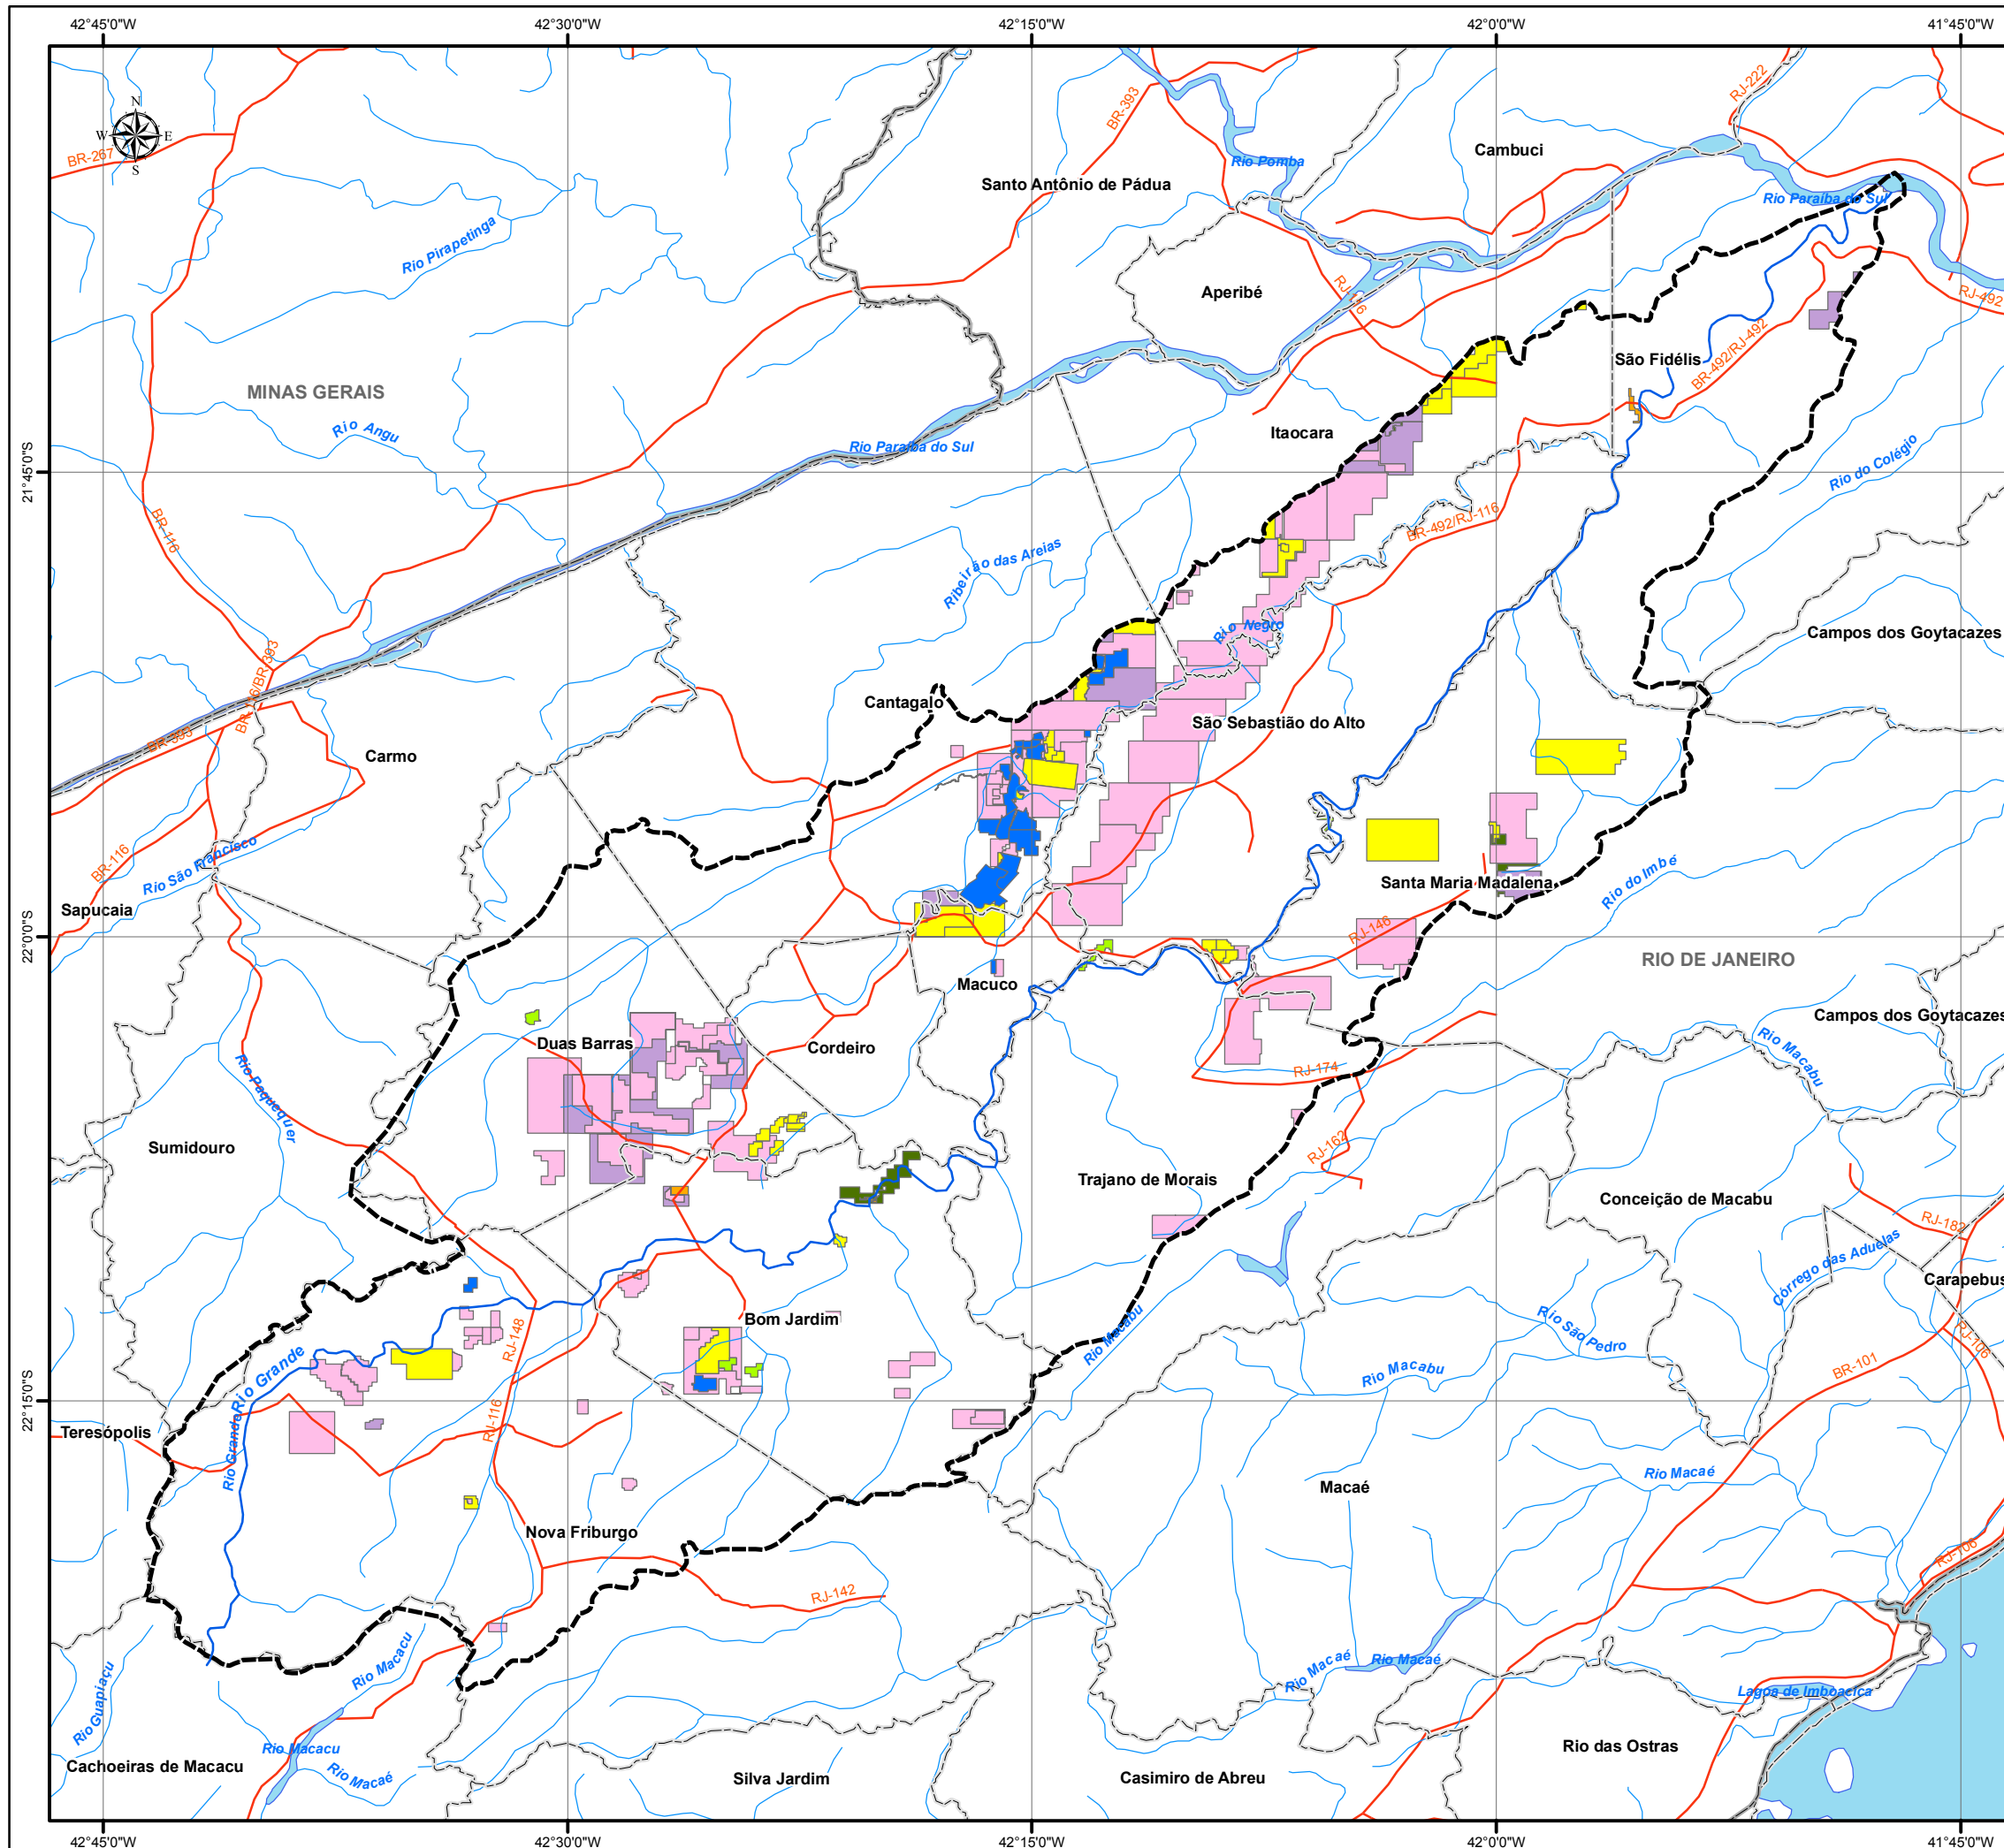 42°45'0"W
42°30'0"W
42°15'0"W
42°0'0"W
41°45'0"W
N
W
E
S
BR-267
BR-393
RJ-222
Cambuci
Rio Pomba
Santo Antônio de Pádua
Rio Paraíba do Sul
Rio Pirapetinga
Aperibé
RJ-116
RJ-492
São Fidélis
BR-492/RJ-492
MINAS GERAIS
Rio Angu
Rio Paraíba do Sul
Itaocara
21°45'0"S
Rio do Colégio
BR-116
BR-492/RJ-116
Ribeirão das Areias
Rio Negro
Campos dos Goytacazes
BR-116/BR-393
Cantagalo
São Sebastião do Alto
BR-393
Carmo
BR-116
Rio São Francisco
Santa Maria Madalena
Rio do Imbé
Sapucaia
RJ-146
22°0'0"S
RIO DE JANEIRO
Macuco
Campos dos Goytacazes
Duas Barras
Cordeiro
Rio Macabu
Rio Paquequer
RJ-174
Sumidouro
RJ-162
Trajano de Morais
Conceição de Macabu
RJ-182
Córrego das Aduelas
Carapebus
Rio Grande
RJ-148
Bom Jardim
Rio Macabu
Rio São Pedro
RJ-106
Rio Macabu
BR-101
22°15'0"S
Teresópolis
Rio Grande
RJ-116
Rio Macaé
Macaé
Nova Friburgo
RJ-106
RJ-142
Rio Macacu
Rio Macaé
Rio Macaé
Rio Guapiaçu
Lagoa de Imboacica
Rio Macacu
Rio das Ostras
Cachoeiras de Macacu
Rio Macaé
Silva Jardim
Casimiro de Abreu
42°45'0"W
42°30'0"W
42°15'0"W
42°0'0"W
41°45'0"W